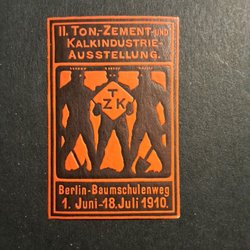 II. TON,-ZEMENT-UND
KALKINDUSTRIE-
AUSSTELLUNG.
T
Z K
Berlin-Baumschulenweg
1. Juni-18. Juli 1910.